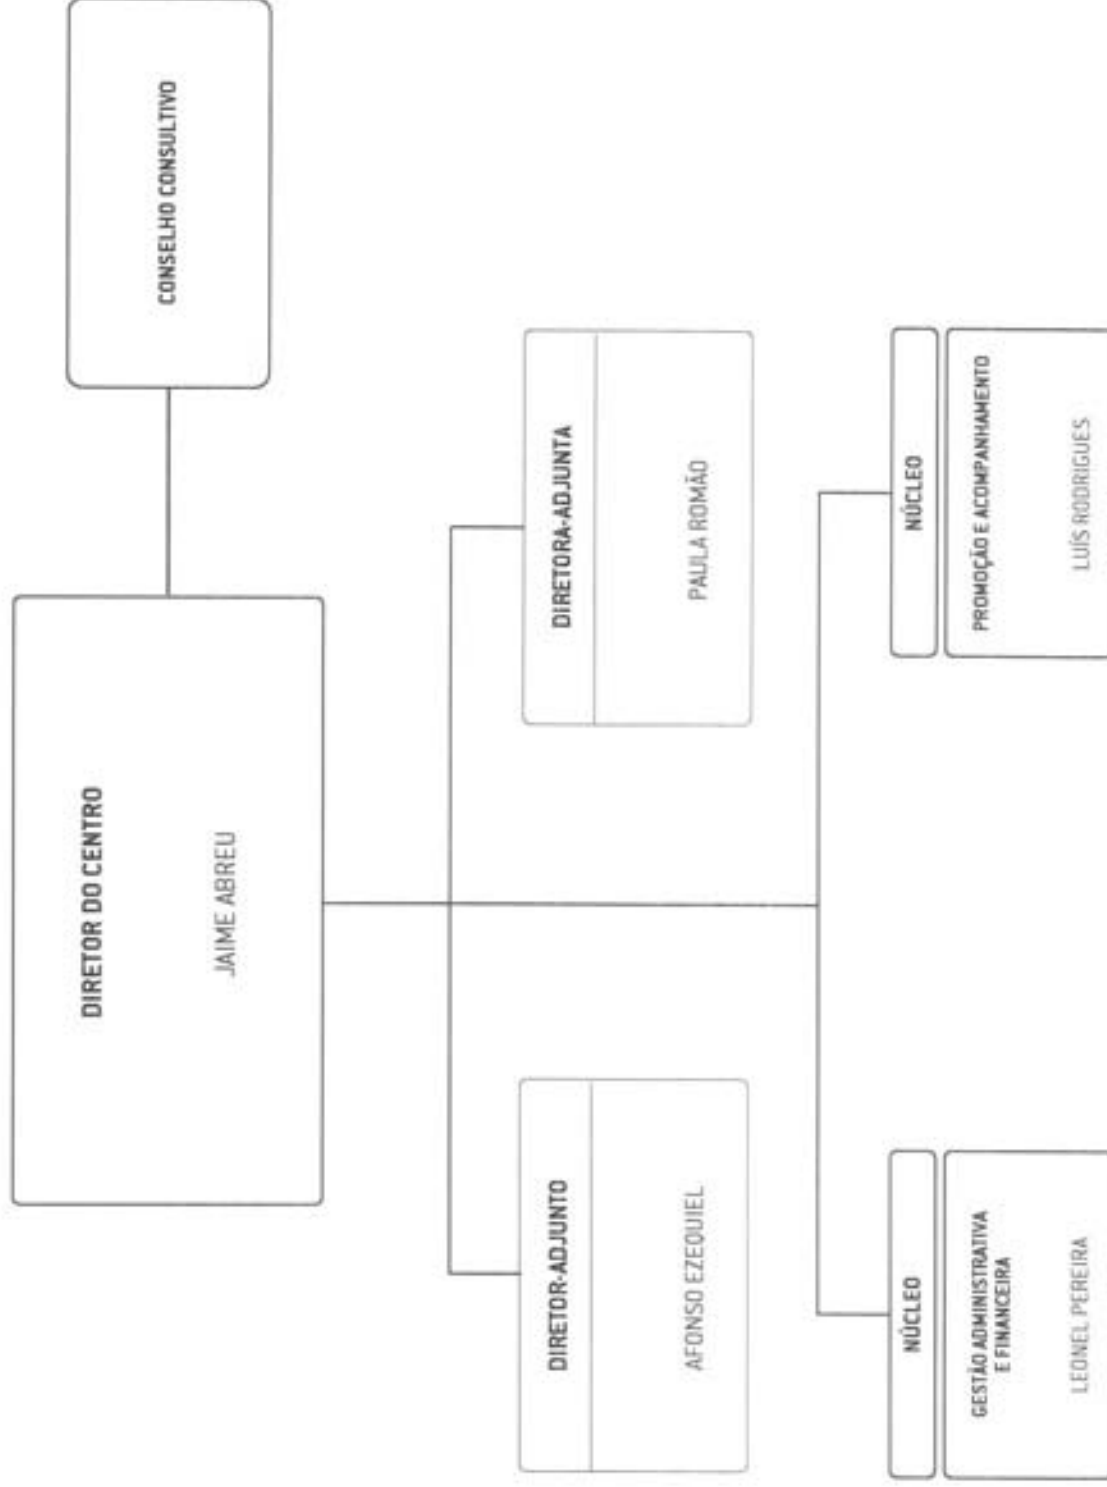 DIRETOR DO CENTRO
JAIME ABREU
CONSELHO CONSULTIVO
DIRETOR-ADJUNTO
AFONSO EZEQUIEL
DIRETORA-ADJUNTA
PAULA ROMÃO
NÚCLEO
GESTÃO ADMINISTRATIVA
E FINANCEIRA
LEONEL PEREIRA
NÚCLEO
PROMOÇÃO E ACOMPANHAMENTO
LUÍS RODRIGUES